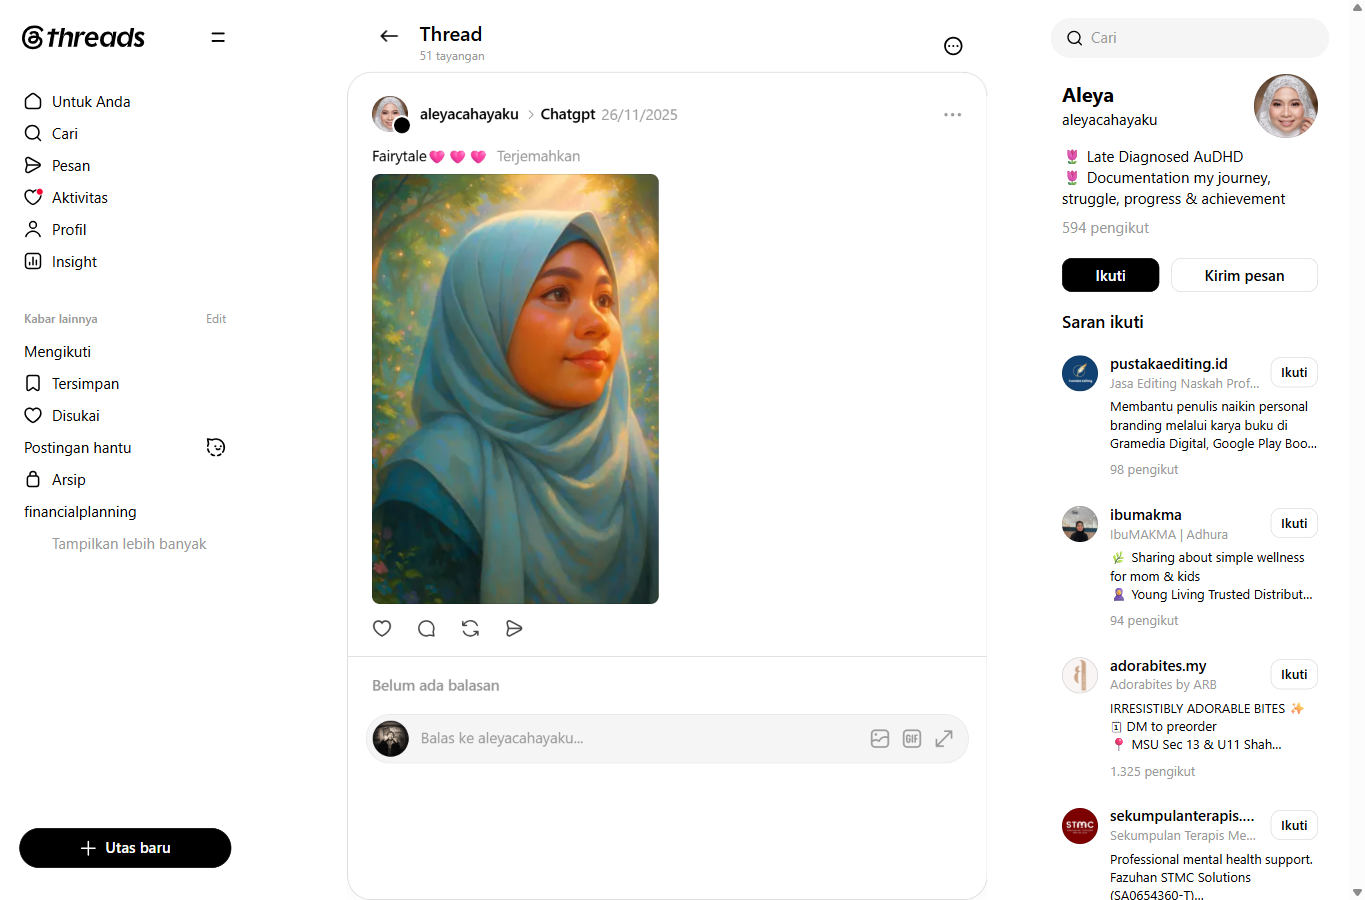 threads
Untuk Anda
Cari
Pesan
Aktivitas
Profil
Insight
Kabar lainnya
Edit
Mengikuti
Tersimpan
Disukai
Postingan hantu
Arsip
financialplanning
Tampilkan lebih banyak
Utas baru
Thread
51 tayangan
aleyacahayaku > Chatgpt 26/11/2025
Fairytale💗💗💗 Terjemahkan
Belum ada balasan
Balas ke aleyacahayaku...
GIF
Cari
Aleya
aleyacahayaku
🌷 Late Diagnosed AuDHD
🌷 Documentation my journey,
struggle, progress & achievement
594 pengikut
Ikuti
Kirim pesan
Saran ikuti
pustakaediting.id
Jasa Editing Naskah Prof...
Ikuti
Membantu penulis naikin personal
branding melalui karya buku di
Gramedia Digital, Google Play Boo...
98 pengikut
ibumakma
IbuMAKMA | Adhura
Ikuti
🌿 Sharing about simple wellness
for mom & kids
🧕 Young Living Trusted Distribut...
94 pengikut
adorabites.my
Adorabites by ARB
Ikuti
IRRESISTIBLY ADORABLE BITES ✨
🗓 DM to preorder
📍 MSU Sec 13 & U11 Shah...
1.325 pengikut
STMC
sekumpulanterapis....
Sekumpulan Terapis Me...
Ikuti
Professional mental health support.
Fazuhan STMC Solutions
(SA0654360-T)...